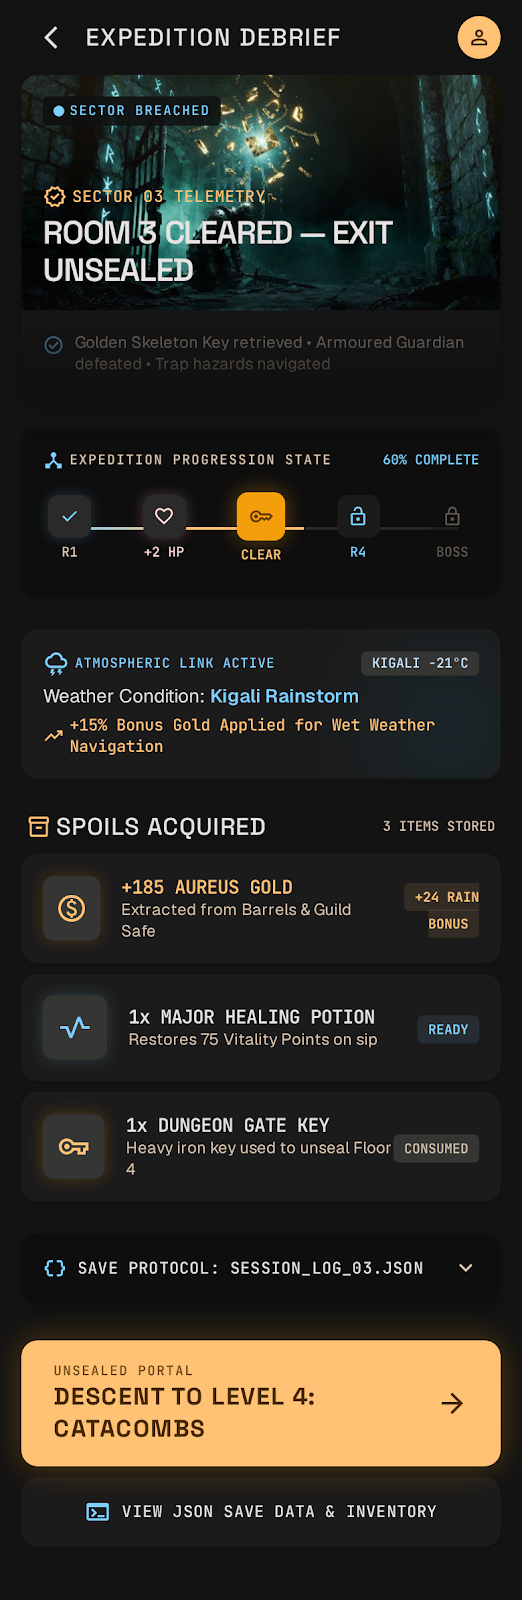 EXPEDITION DEBRIEF
SECTOR BREACHED
SECTOR 03 TELEMETRY
ROOM 3 CLEARED — EXIT
UNSEALED
Golden Skeleton Key retrieved • Armoured Guardian
defeated • Trap hazards navigated
EXPEDITION PROGRESSION STATE
60% COMPLETE
R1
+2 HP
CLEAR
R4
BOSS
ATMOSPHERIC LINK ACTIVE
KIGALI -21°C
Weather Condition: Kigali Rainstorm
+15% Bonus Gold Applied for Wet Weather
Navigation
SPOILS ACQUIRED
3 ITEMS STORED
+185 AUREUS GOLD
Extracted from Barrels & Guild
Safe
+24 RAIN
BONUS
1x MAJOR HEALING POTION
Restores 75 Vitality Points on sip
READY
1x DUNGEON GATE KEY
Heavy iron key used to unseal Floor
4
CONSUMED
SAVE PROTOCOL: SESSION_LOG_03.JSON
UNSEALED PORTAL
DESCENT TO LEVEL 4:
CATACOMBS
VIEW JSON SAVE DATA & INVENTORY